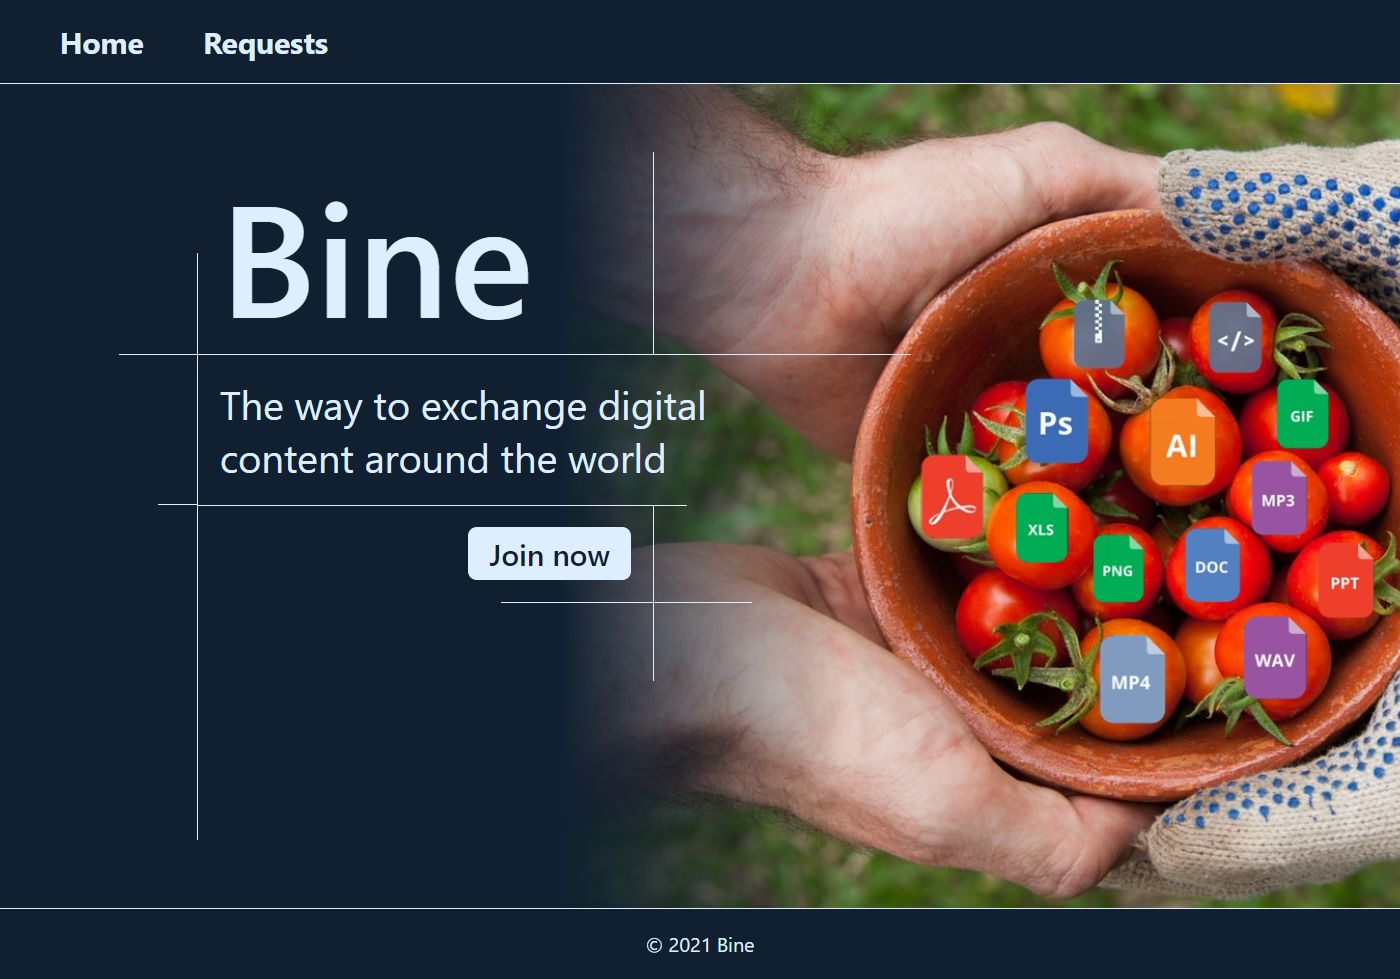 Home
Requests
Bine
The way to exchange digital
content around the world
Join now
</>
Ps
AI
GIF
MP3
XLS
PNG
DOC
PPT
MP4
WAV
© 2021 Bine